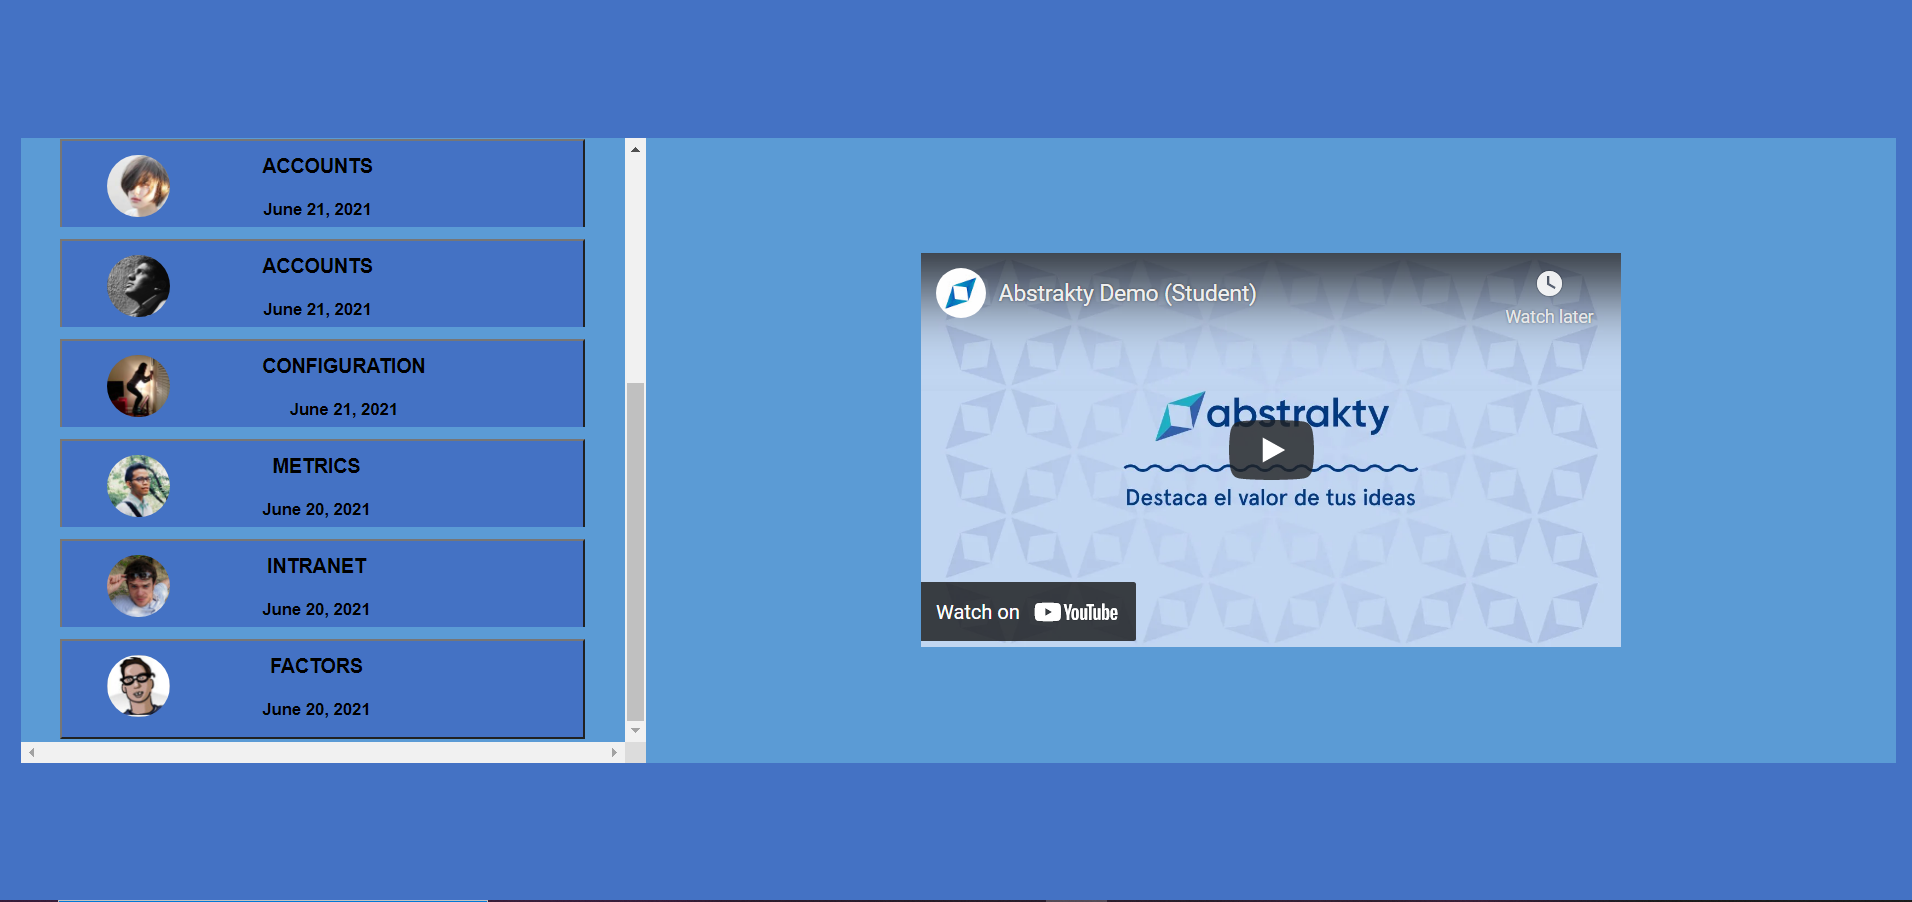 ACCOUNTS
June 21, 2021
ACCOUNTS
June 21, 2021
CONFIGURATION
June 21, 2021
METRICS
June 20, 2021
INTRANET
June 20, 2021
FACTORS
June 20, 2021
Abstrakty Demo (Student)
Watch later
abstrakty
Destaca el valor de tus ideas
Watch on YouTube